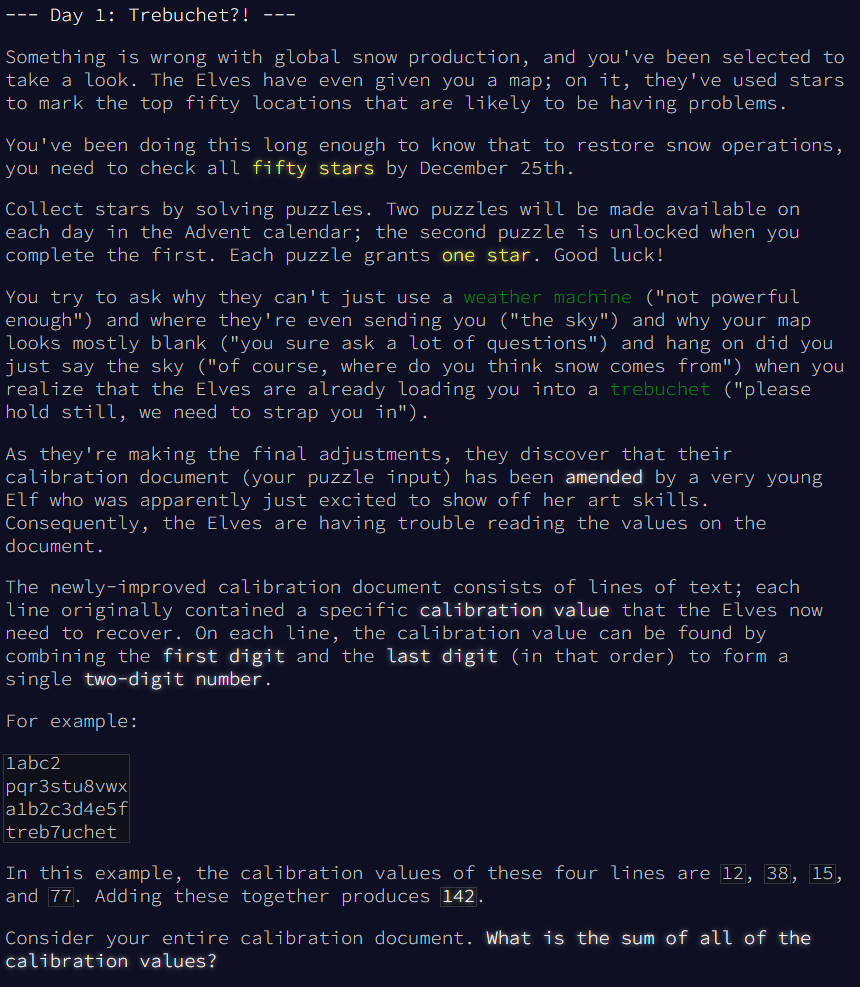 --- Day 1: Trebuchet?! ---
Something is wrong with global snow production, and you've been selected to
take a look. The Elves have even given you a map; on it, they've used stars
to mark the top fifty locations that are likely to be having problems.
You've been doing this long enough to know that to restore snow operations,
you need to check all fifty stars by December 25th.
Collect stars by solving puzzles. Two puzzles will be made available on
each day in the Advent calendar; the second puzzle is unlocked when you
complete the first. Each puzzle grants one star. Good luck!
You try to ask why they can't just use a weather machine ("not powerful
enough") and where they're even sending you ("the sky") and why your map
looks mostly blank ("you sure ask a lot of questions") and hang on did you
just say the sky ("of course, where do you think snow comes from") when you
realize that the Elves are already loading you into a trebuchet ("please
hold still, we need to strap you in").
As they're making the final adjustments, they discover that their
calibration document (your puzzle input) has been amended by a very young
Elf who was apparently just excited to show off her art skills.
Consequently, the Elves are having trouble reading the values on the
document.
The newly-improved calibration document consists of lines of text; each
line originally contained a specific calibration value that the Elves now
need to recover. On each line, the calibration value can be found by
combining the first digit and the last digit (in that order) to form a
single two-digit number.
For example:
1abc2
pqr3stu8vwx
a1b2c3d4e5f
treb7uchet
In this example, the calibration values of these four lines are 12, 38, 15,
and 77. Adding these together produces 142.
Consider your entire calibration document. What is the sum of all of the
calibration values?